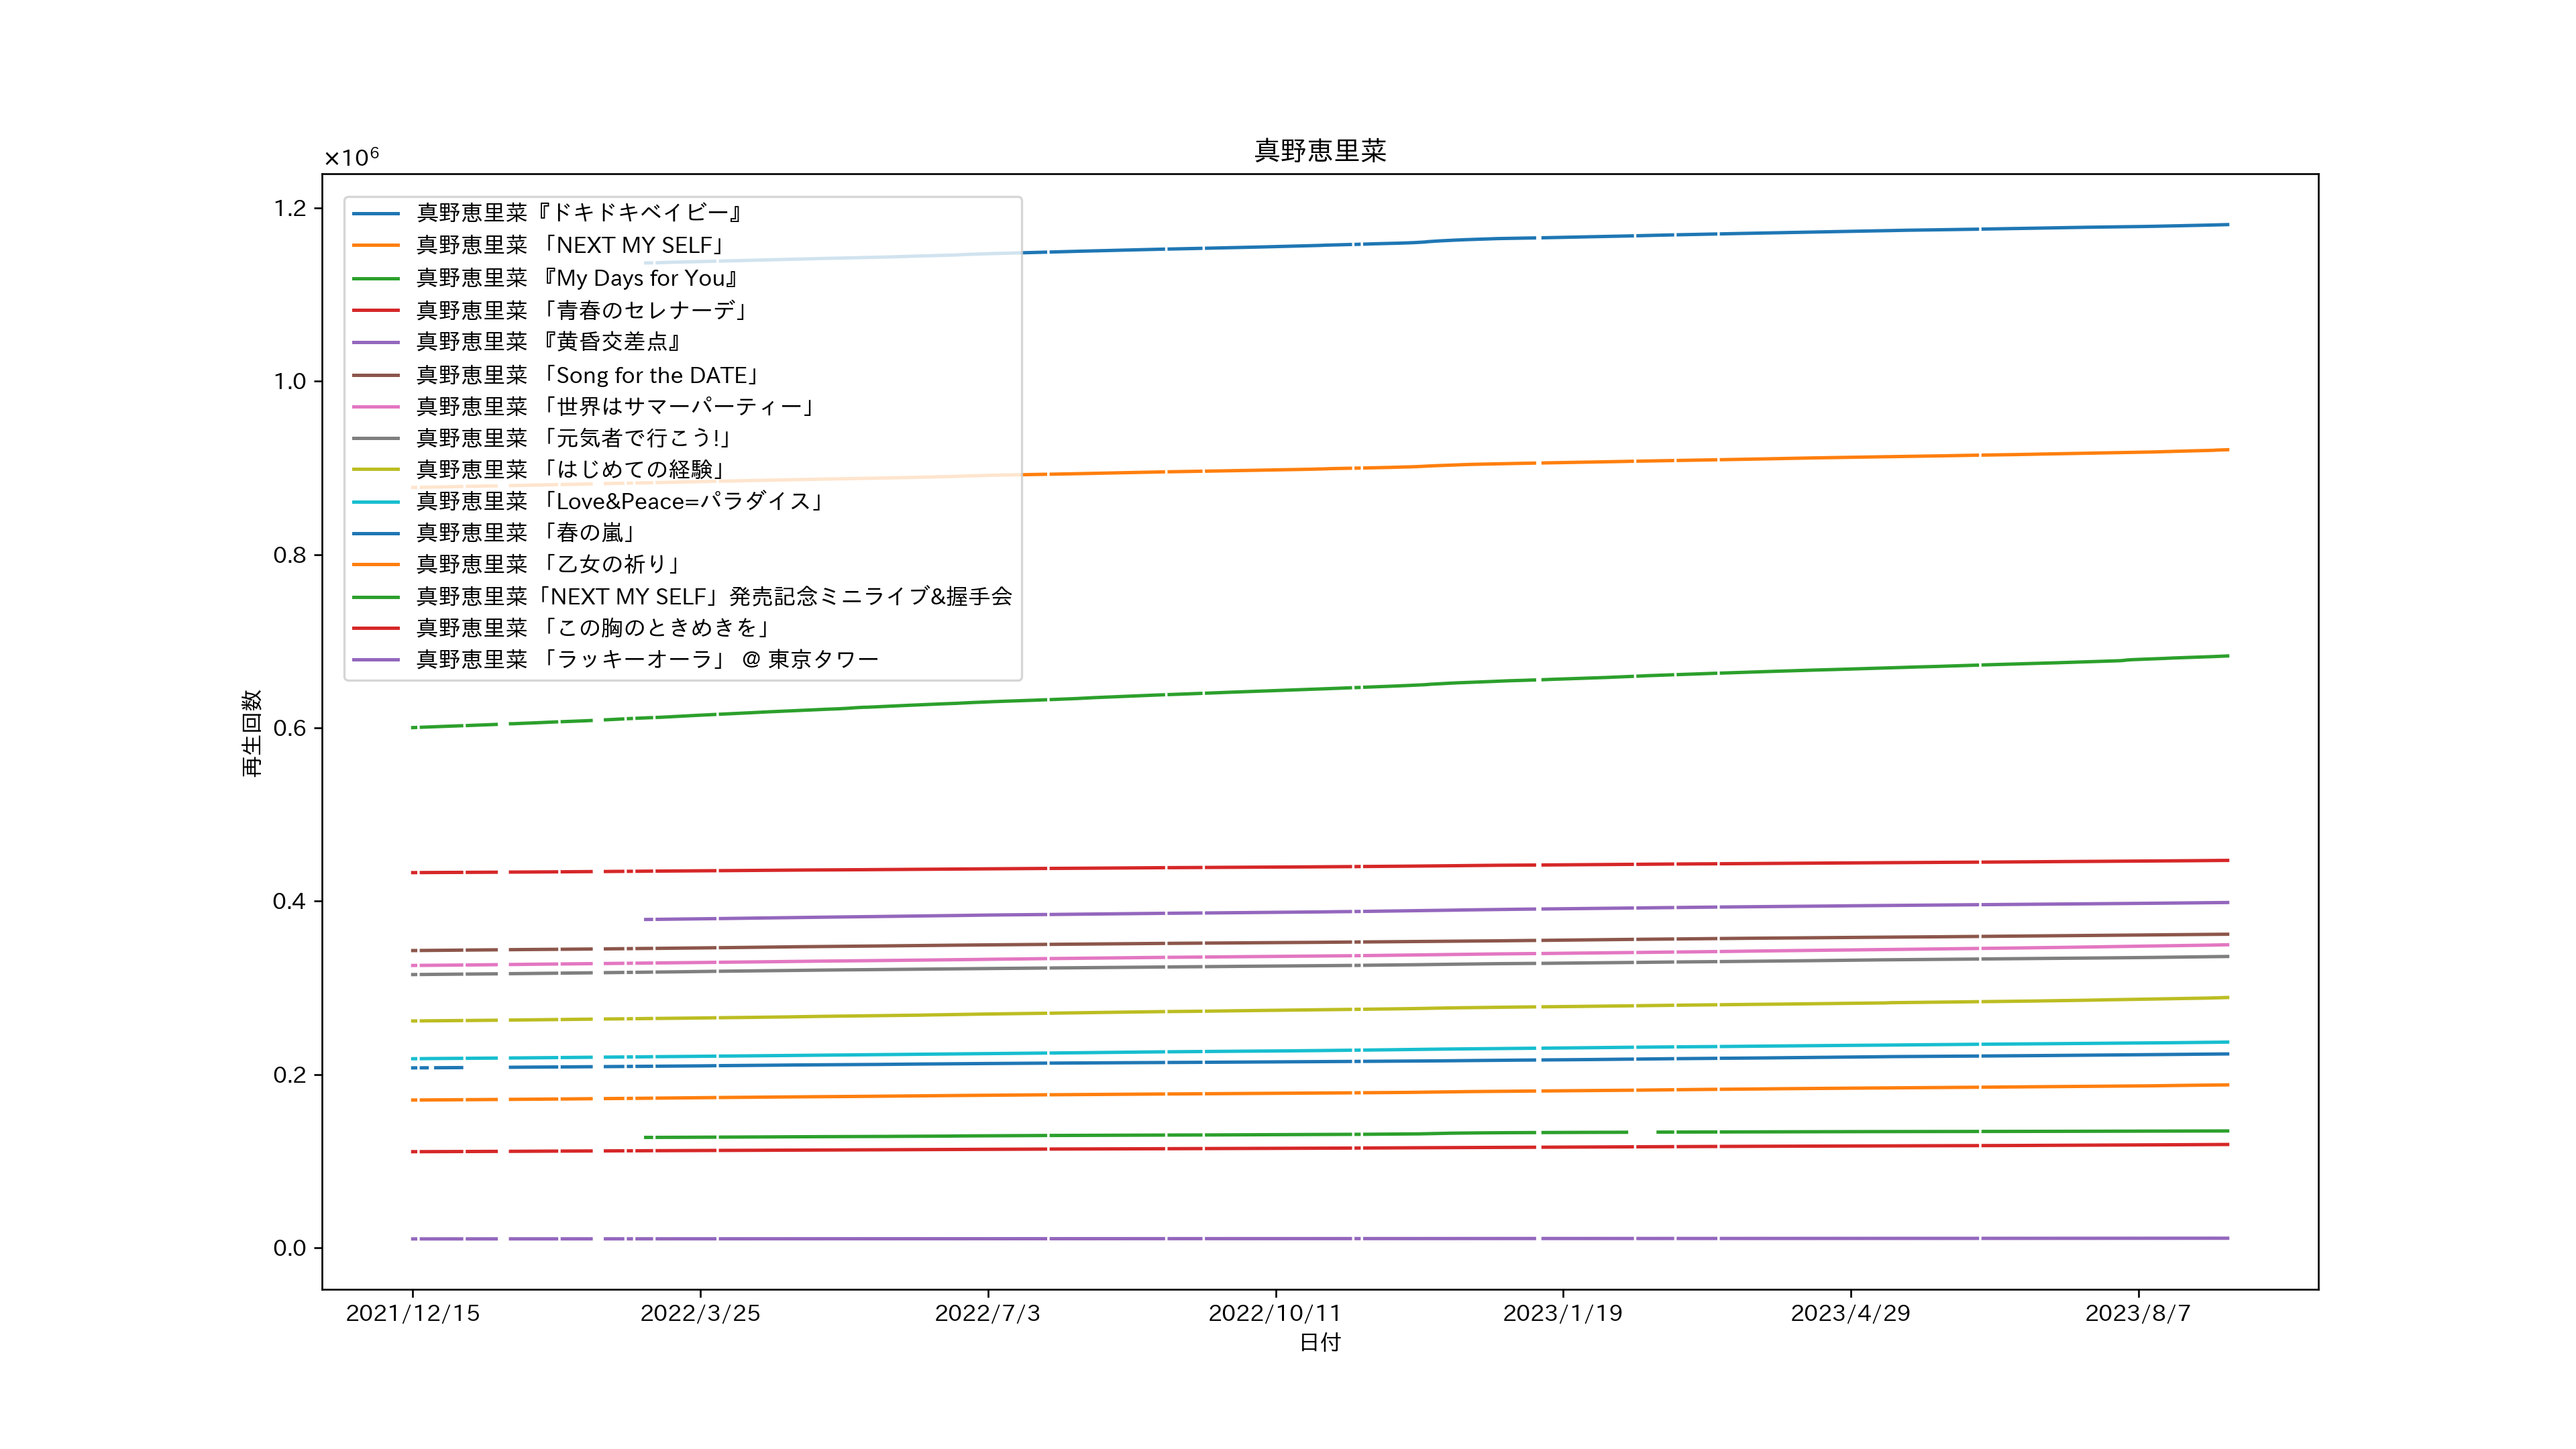 真野恵里菜
×10⁶
1.2
1.0
0.8
0.6
0.4
0.2
0.0
再生回数
真野恵里菜『ドキドキベイビー』
真野恵里菜 「NEXT MY SELF」
真野恵里菜 『My Days for You』
真野恵里菜 「青春のセレナーデ」
真野恵里菜 『黄昏交差点』
真野恵里菜 「Song for the DATE」
真野恵里菜 「世界はサマーパーティー」
真野恵里菜 「元気者で行こう!」
真野恵里菜 「はじめての経験」
真野恵里菜 「Love&Peace=パラダイス」
真野恵里菜 「春の嵐」
真野恵里菜 「乙女の祈り」
真野恵里菜「NEXT MY SELF」発売記念ミニライブ&握手会
真野恵里菜 「この胸のときめきを」
真野恵里菜 「ラッキーオーラ」 @ 東京タワー
2021/12/15
2022/3/25
2022/7/3
2022/10/11
2023/1/19
2023/4/29
2023/8/7
日付